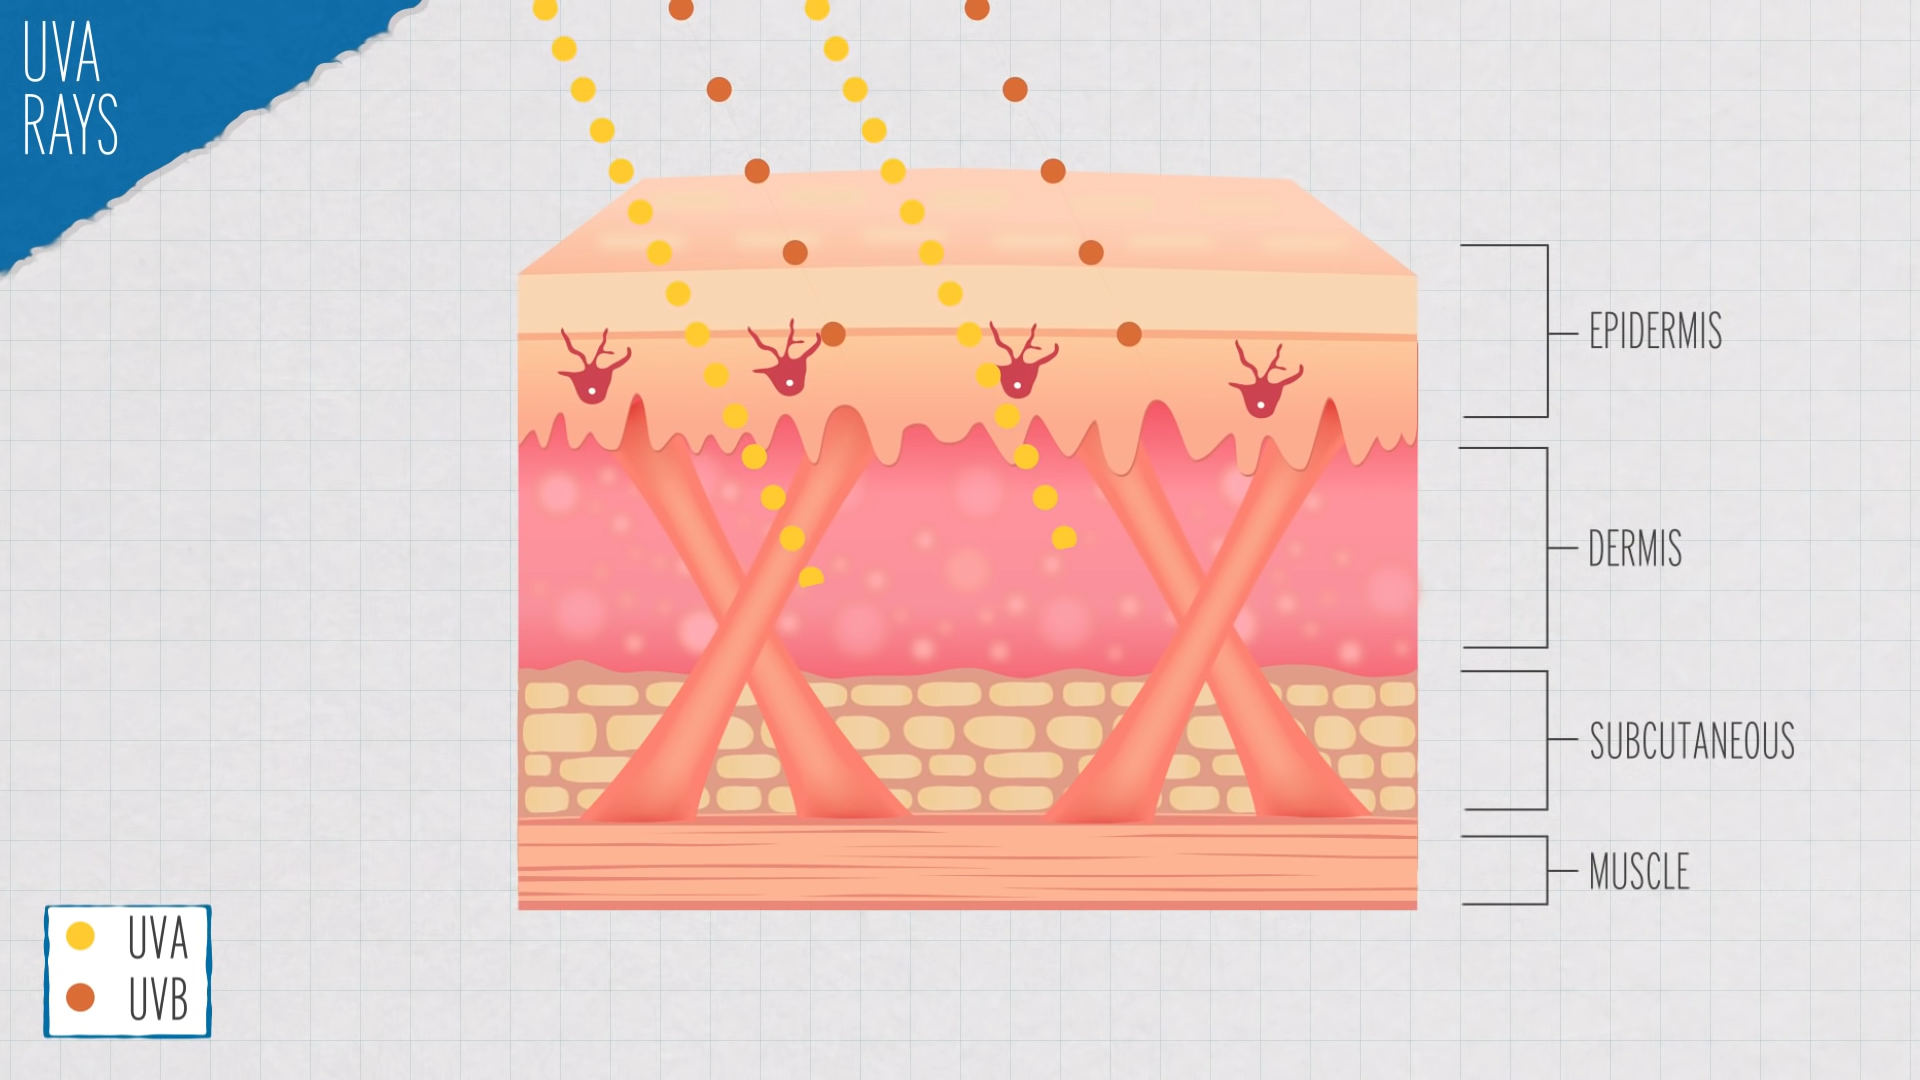 UVA
RAYS
EPIDERMIS
DERMIS
SUBCUTANEOUS
MUSCLE
UVA
UVB